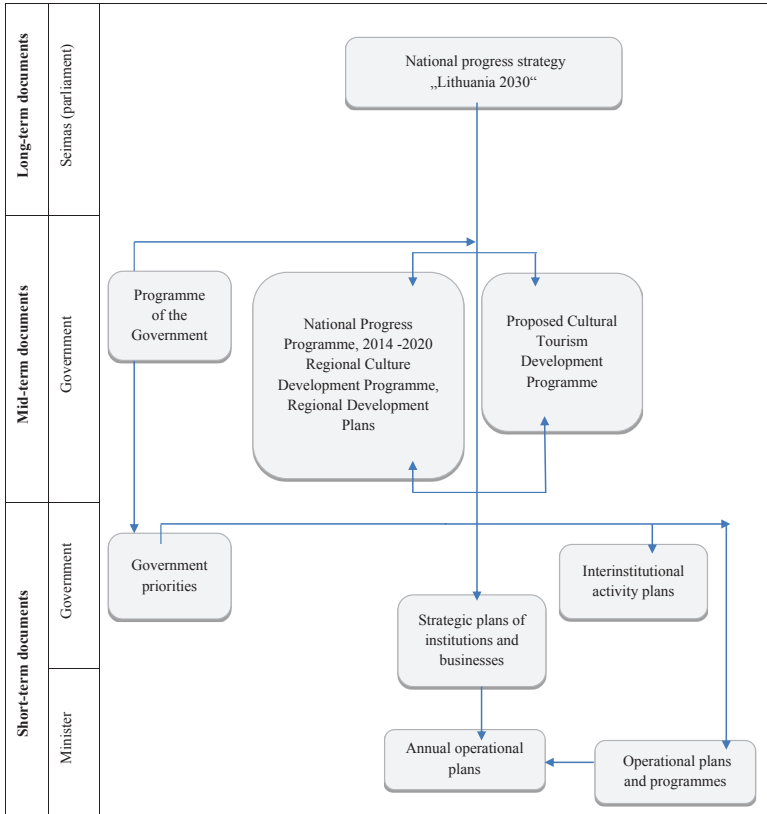 Long-term documents
Seimas (parliament)
National progress strategy
„Lithuania 2030“
Mid-term documents
Government
Programme
of the
Government
National Progress
Programme, 2014 -2020
Regional Culture
Development Programme,
Regional Development
Plans
Proposed Cultural
Tourism
Development
Programme
Short-term documents
Government
Government
priorities
Interinstitutional
activity plans
Strategic plans of
institutions and
businesses
Minister
Annual operational
plans
Operational plans
and programmes